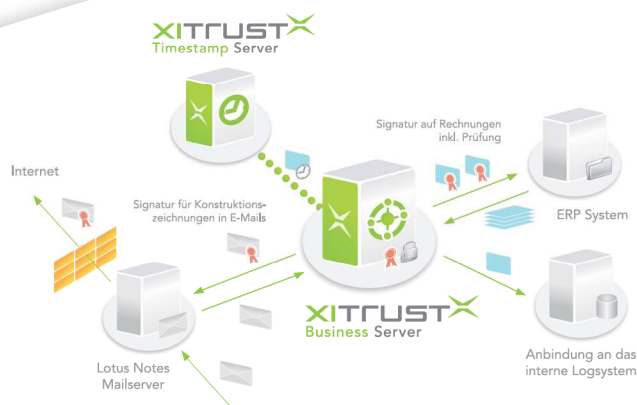 XITRUST
Timestamp Server
Signatur auf Rechnungen
inkl. Prüfung
Internet
Signatur für Konstruktions-
zeichnungen in E-Mails
ERP System
XITRUST
Business Server
Lotus Notes
Mailserver
Anbindung an das
interne Logsystem